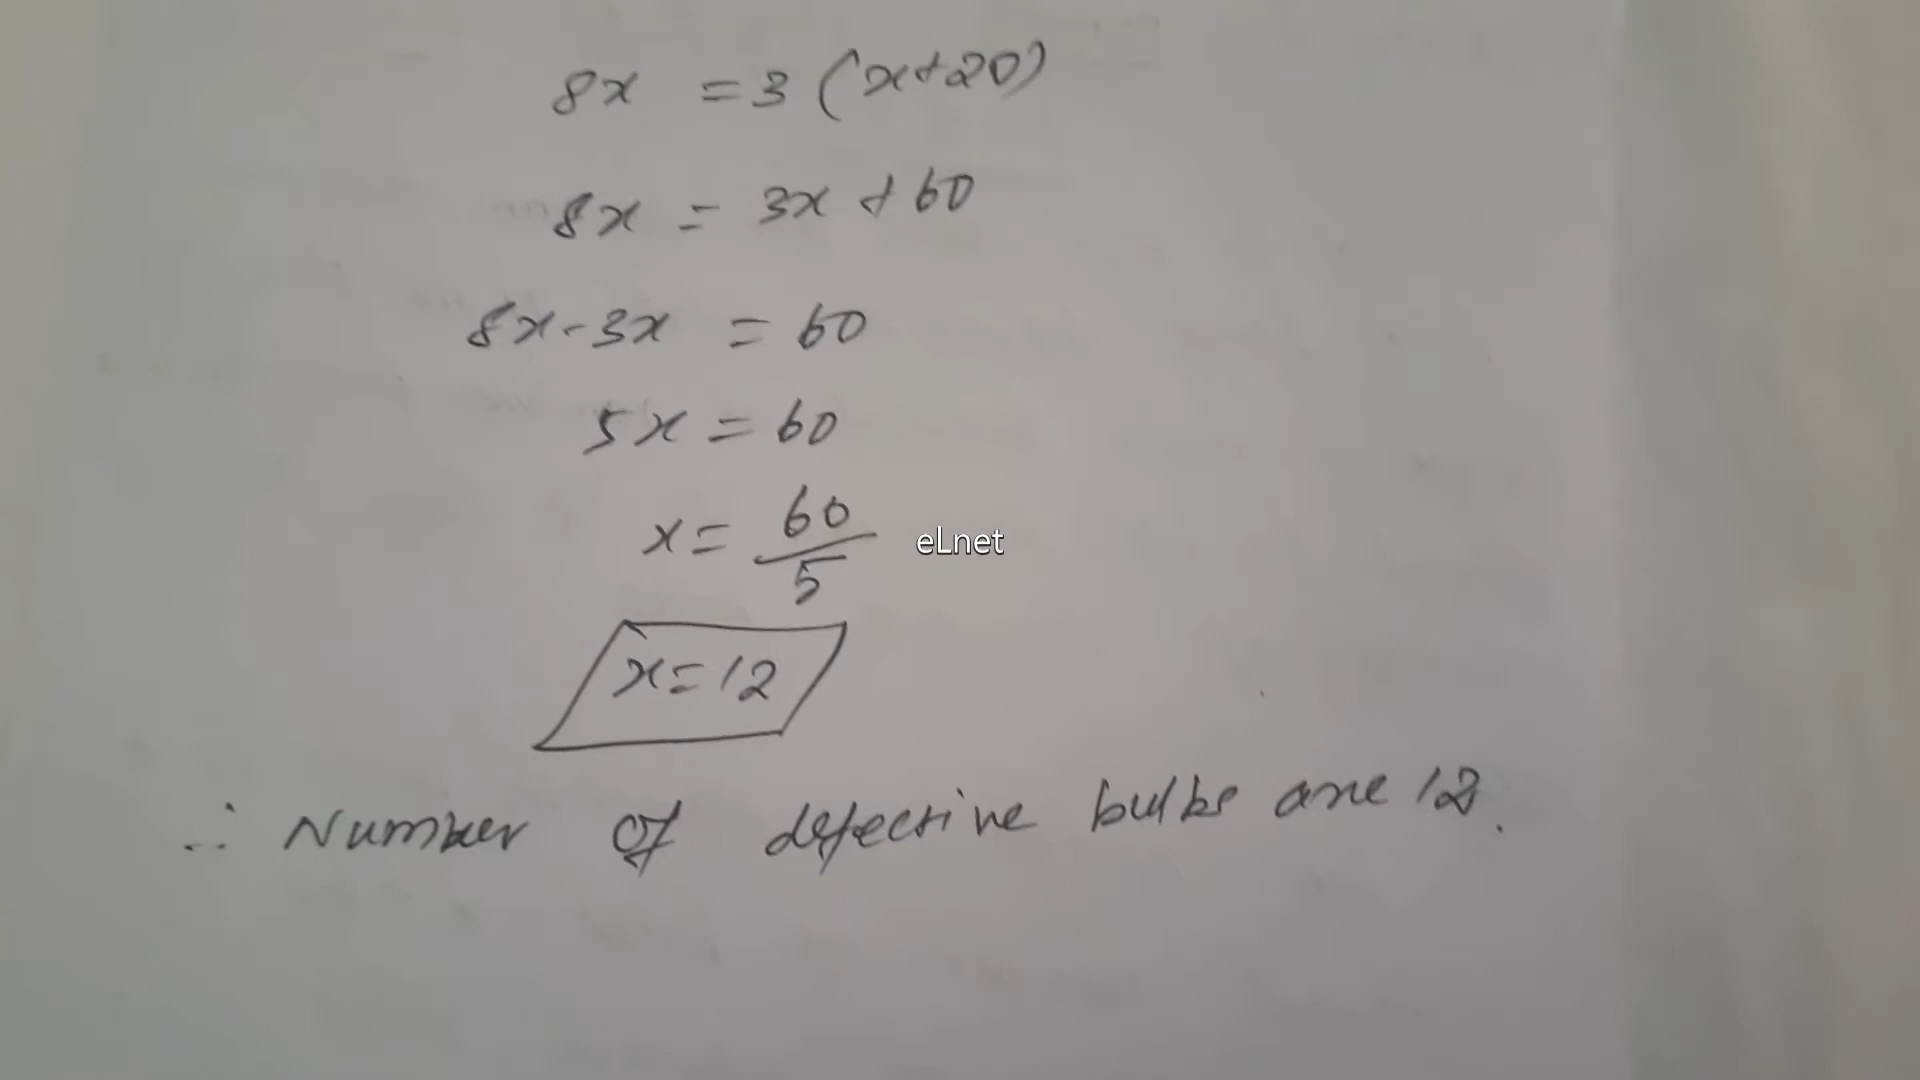 8x = 3 (x+20)
8x = 3x + 60
8x - 3x = 60
5x = 60
x = 60/5
eLnet
x = 12
∴ Number of defective bulbs are 12.